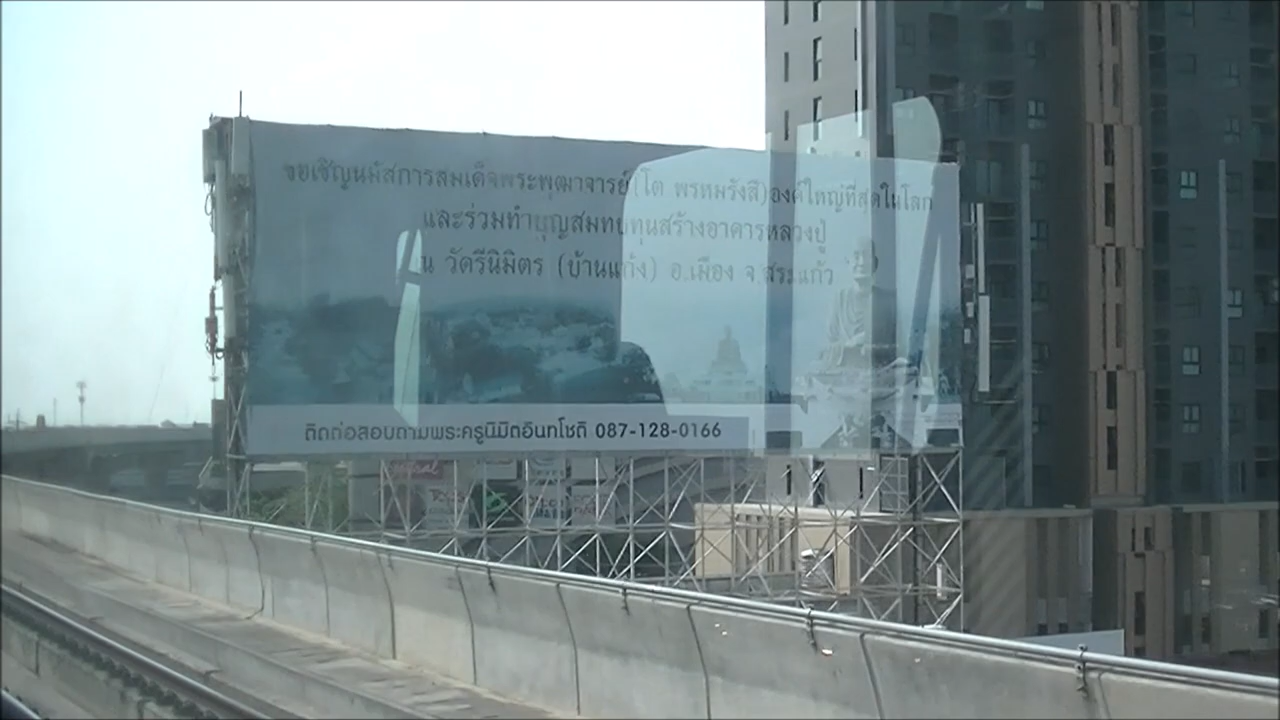 ขอเชิญนมัสการสมเด็จพระพุฒาจารย์ (โต พรหมรังสี) องค์ใหญ่ที่สุดในโลก
และร่วมทำบุญสมทบทุนสร้างอาคารหลวงปู่
ณ วัดรีนิมิตร (บ้านแก้ง) อ.เมือง จ.สระแก้ว
ติดต่อสอบถามพระครูนิมิตอินทโชติ 087-128-0166
Central